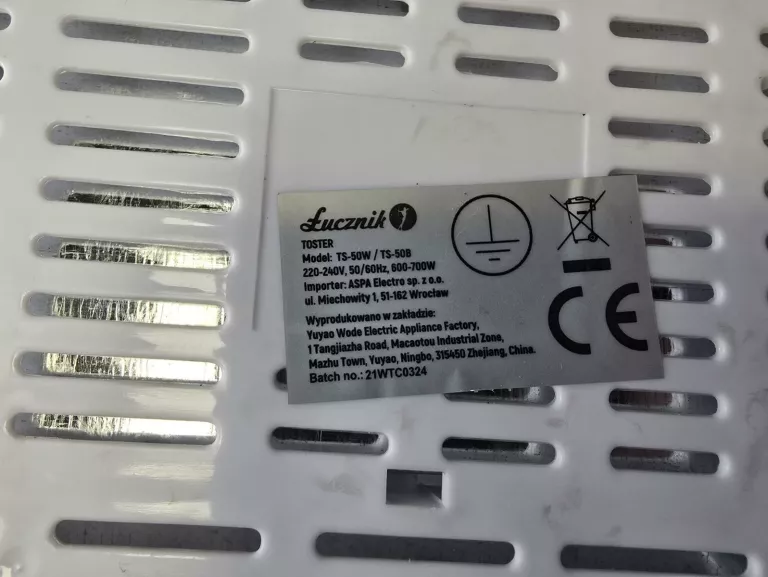 Łucznik
TOSTER
Model: TS-50W / TS-50B
220-240V, 50/60Hz, 600-700W
Importer: ASPA Electro sp. z o.o.
ul. Miechowity 1, 51-162 Wrocław
Wyprodukowano w zakładzie:
Yuyao Wode Electric Appliance Factory,
1 Tangjiazha Road, Macaotou Industrial Zone,
Mazhu Town, Yuyao, Ningbo, 315450 Zhejiang, China.
Batch no.: 21WTC0324
CE